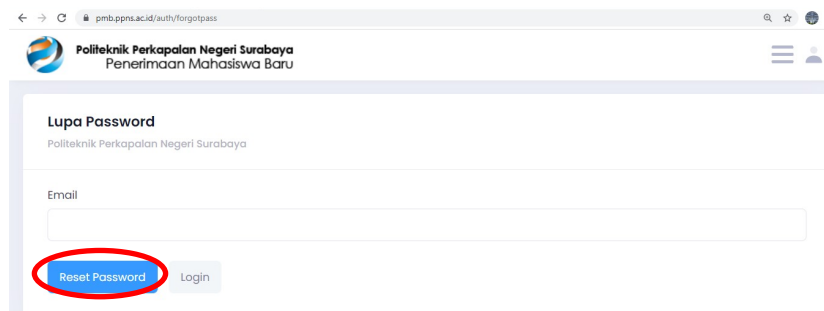 pmb.ppns.ac.id/auth/forgotpass
Politeknik Perkapalan Negeri Surabaya
Penerimaan Mahasiswa Baru
Lupa Password
Politeknik Perkapalan Negeri Surabaya
Email
Reset Password Login